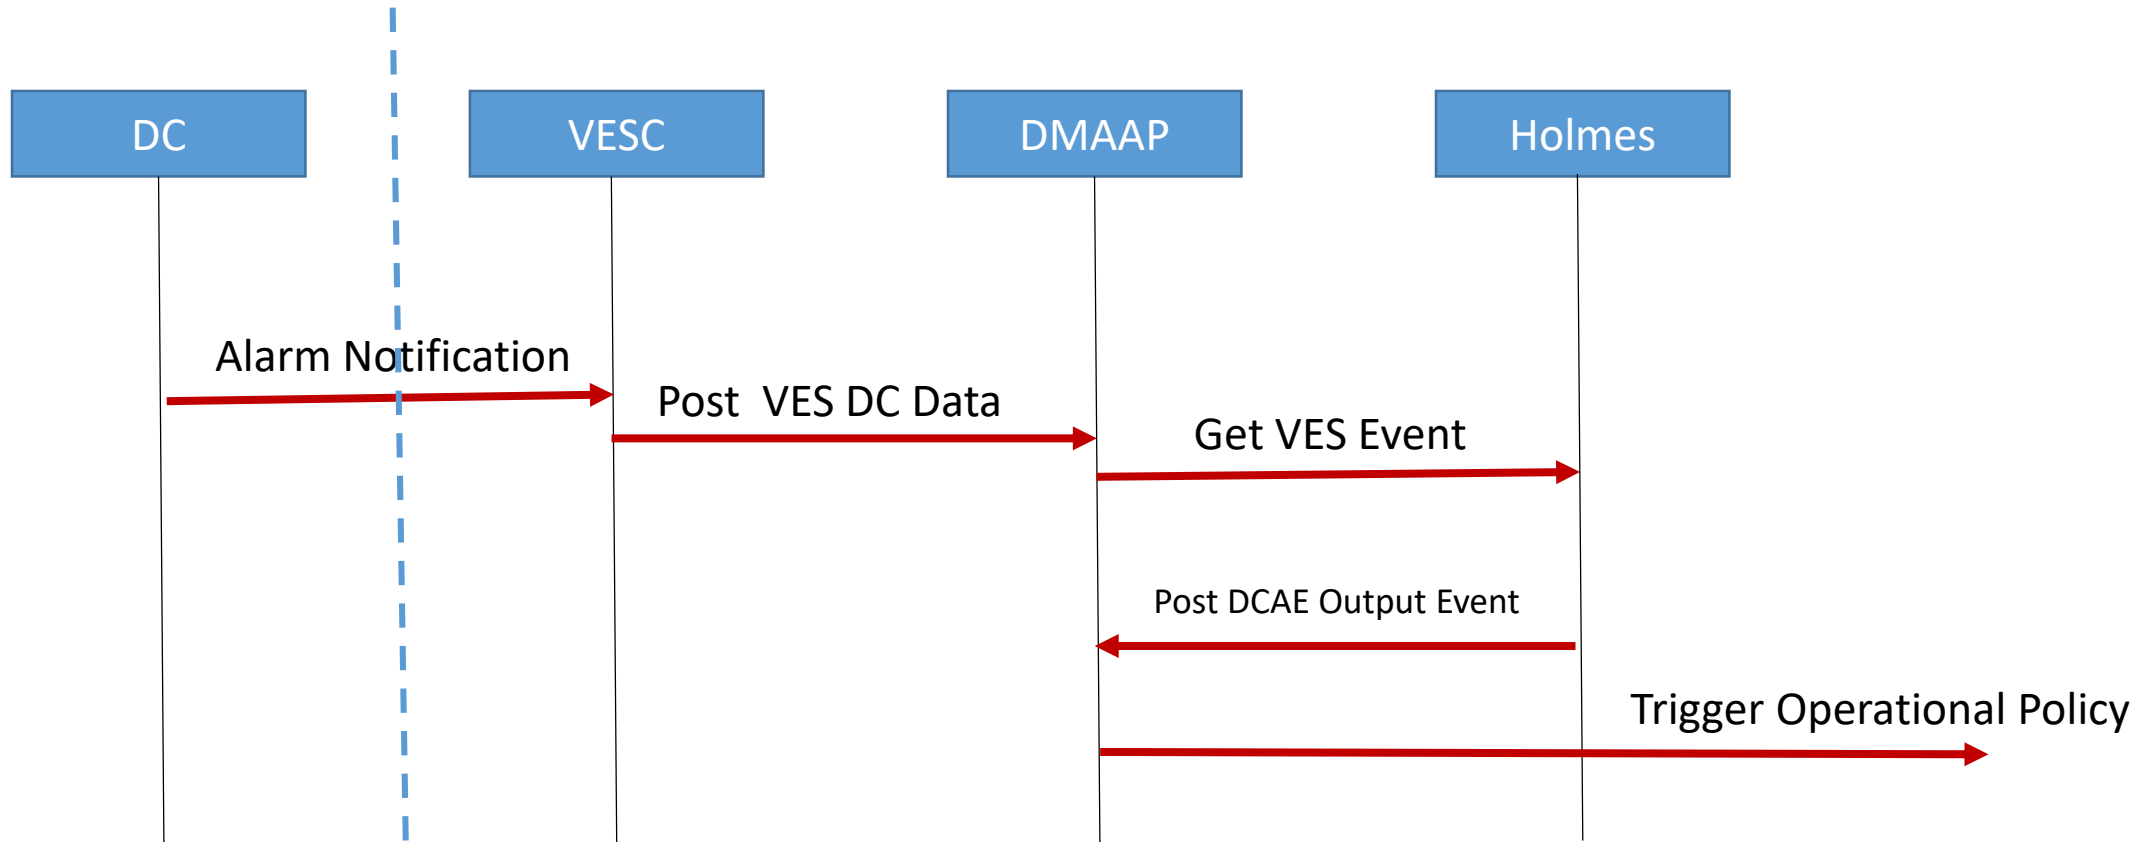 DC
VESC
DMAAP
Holmes
Alarm Notification
Post  VES DC Data
Get VES Event
Post DCAE Output Event
Trigger Operational Policy